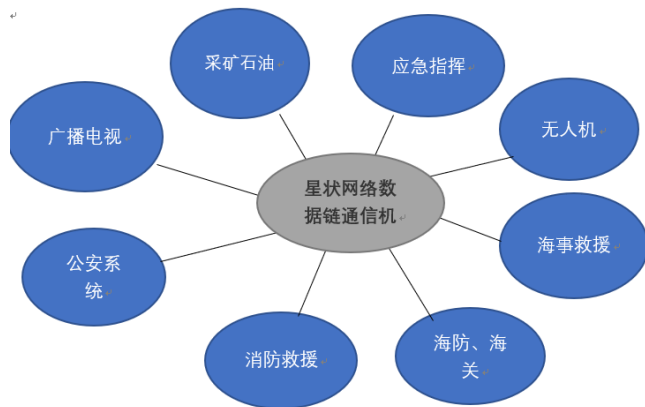 采矿石油
应急指挥
广播电视
无人机
星状网络数
据链通信机
海事救援
公安系
统
消防救援
海防、海
关